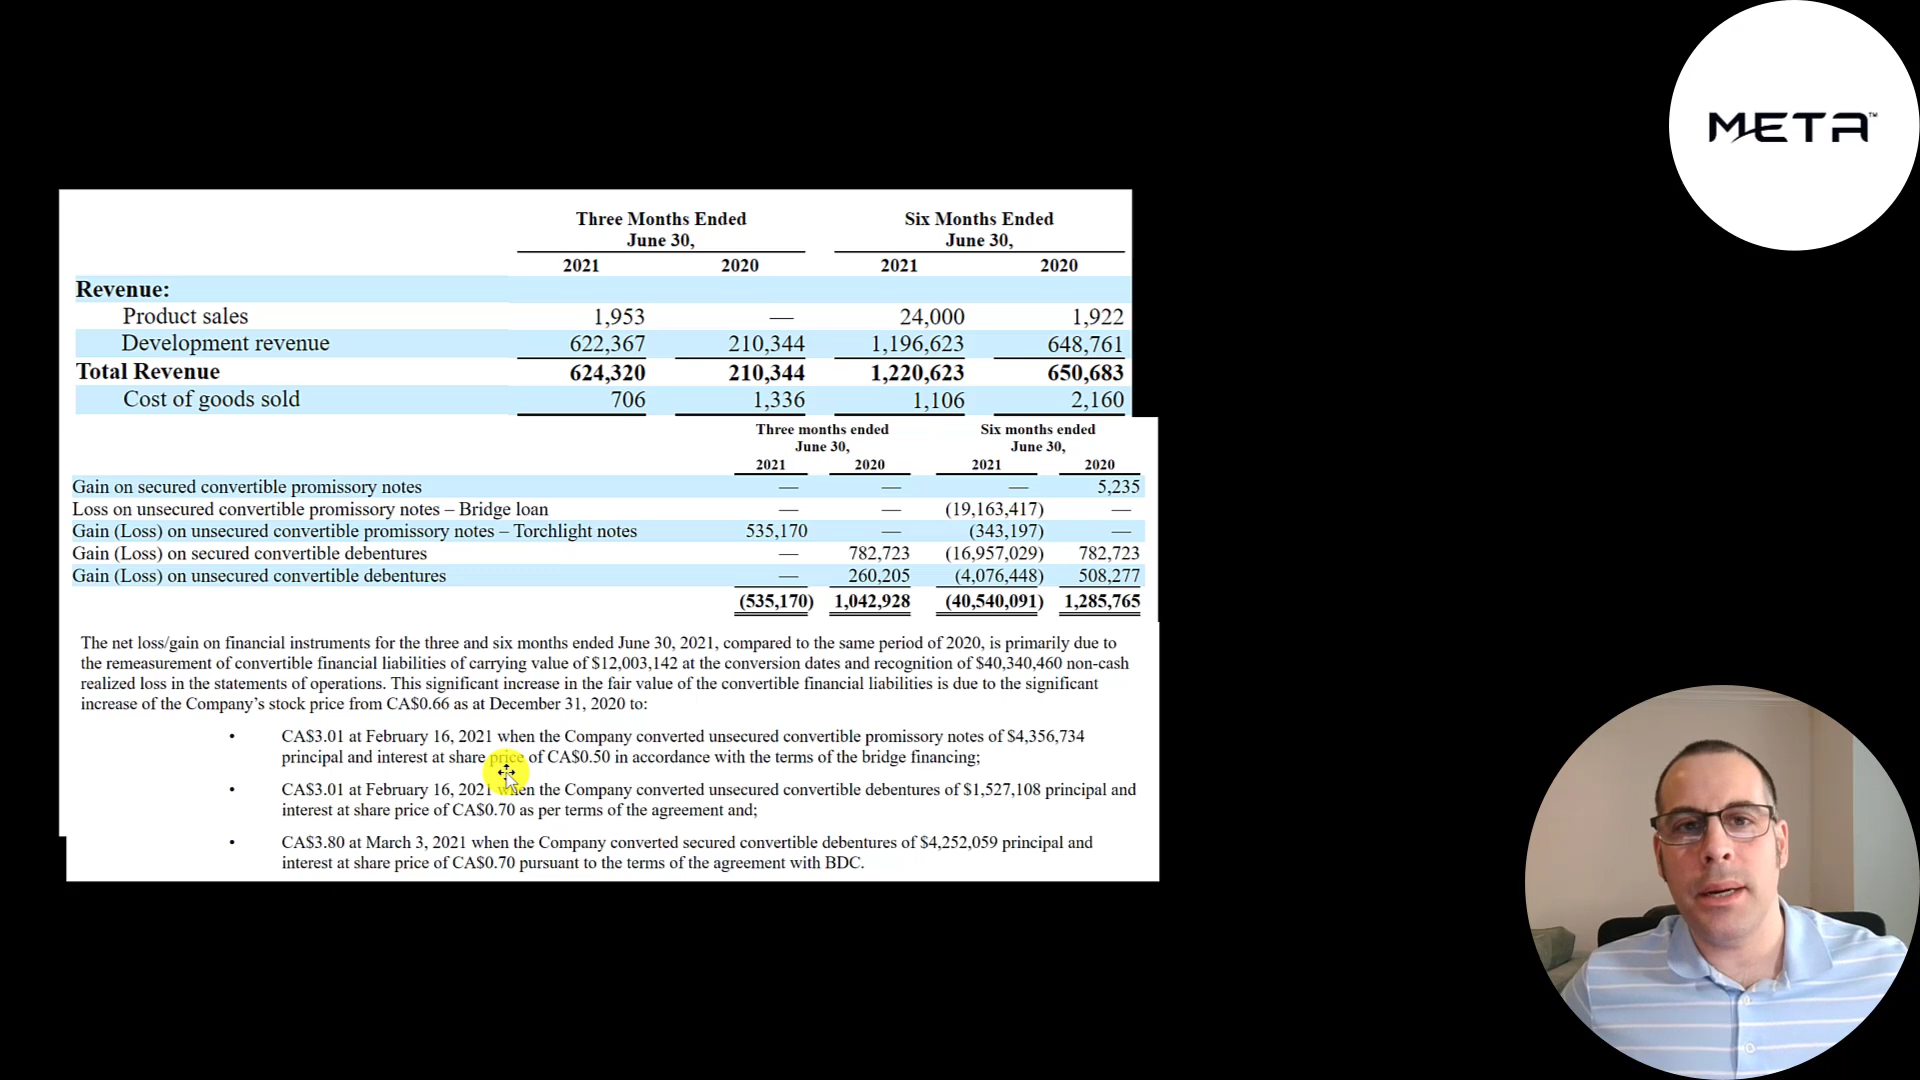 META™
Three Months Ended Six Months Ended
June 30, June 30,
2021 2020 2021 2020
Revenue:
Product sales 1,953 — 24,000 1,922
Development revenue 622,367 210,344 1,196,623 648,761
Total Revenue 624,320 210,344 1,220,623 650,683
Cost of goods sold 706 1,336 1,106 2,160
Three months ended Six months ended
June 30, June 30,
2021 2020 2021 2020
Gain on secured convertible promissory notes — — — 5,235
Loss on unsecured convertible promissory notes – Bridge loan — — (19,163,417) —
Gain (Loss) on unsecured convertible promissory notes – Torchlight notes 535,170 — (343,197) —
Gain (Loss) on secured convertible debentures — 782,723 (16,957,029) 782,723
Gain (Loss) on unsecured convertible debentures — 260,205 (4,076,448) 508,277
(535,170) 1,042,928 (40,540,091) 1,285,765
The net loss/gain on financial instruments for the three and six months ended June 30, 2021, compared to the same period of 2020, is primarily due to
the remeasurement of convertible financial liabilities of carrying value of $12,003,142 at the conversion dates and recognition of $40,340,460 non-cash
realized loss in the statements of operations. This significant increase in the fair value of the convertible financial liabilities is due to the significant
increase of the Company’s stock price from CA$0.66 as at December 31, 2020 to:
• CA$3.01 at February 16, 2021 when the Company converted unsecured convertible promissory notes of $4,356,734
principal and interest at share price of CA$0.50 in accordance with the terms of the bridge financing;
• CA$3.01 at February 16, 2021 when the Company converted unsecured convertible debentures of $1,527,108 principal and
interest at share price of CA$0.70 as per terms of the agreement and;
• CA$3.80 at March 3, 2021 when the Company converted secured convertible debentures of $4,252,059 principal and
interest at share price of CA$0.70 pursuant to the terms of the agreement with BDC.